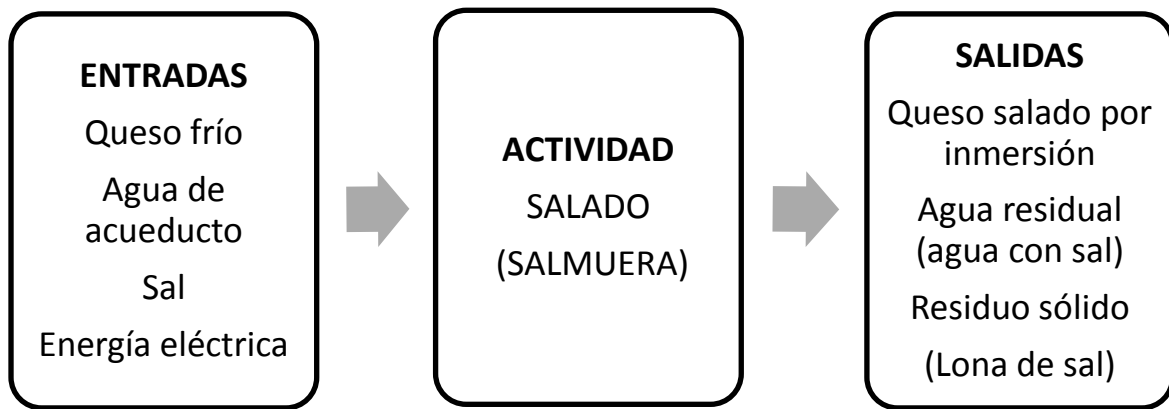 ENTRADAS
Queso frío
Agua de
acueducto
Sal
Energía eléctrica
ACTIVIDAD
SALADO
(SALMUERA)
SALIDAS
Queso salado por
inmersión
Agua residual
(agua con sal)
Residuo sólido
(Lona de sal)